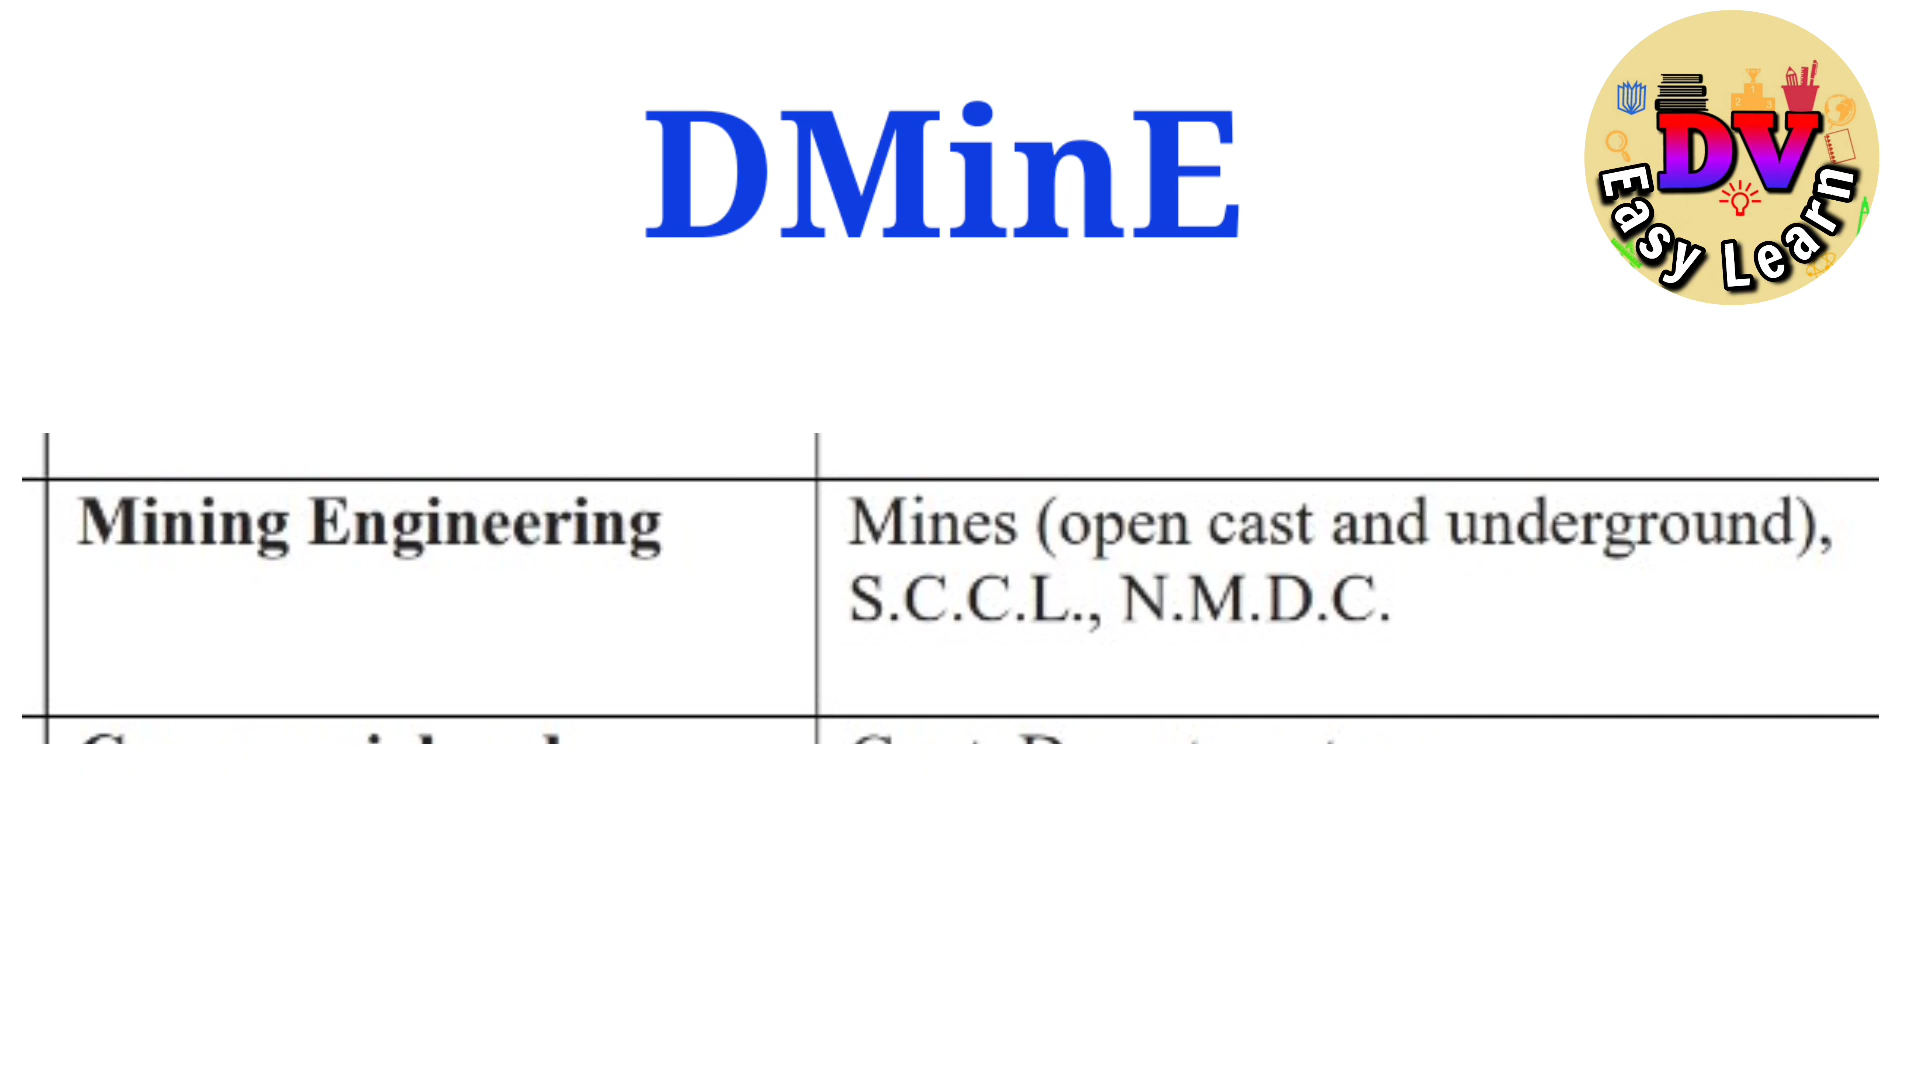 DMinE
DV
Easy Learn
Mining Engineering
Mines (open cast and underground),
S.C.C.L., N.M.D.C.